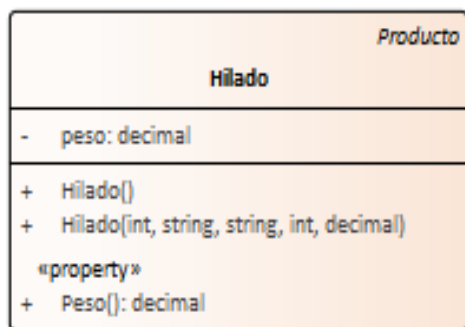 Producto
Hilado
- peso: decimal
+ Hilado()
+ Hilado(int, string, string, int, decimal)
«property»
+ Peso(): decimal